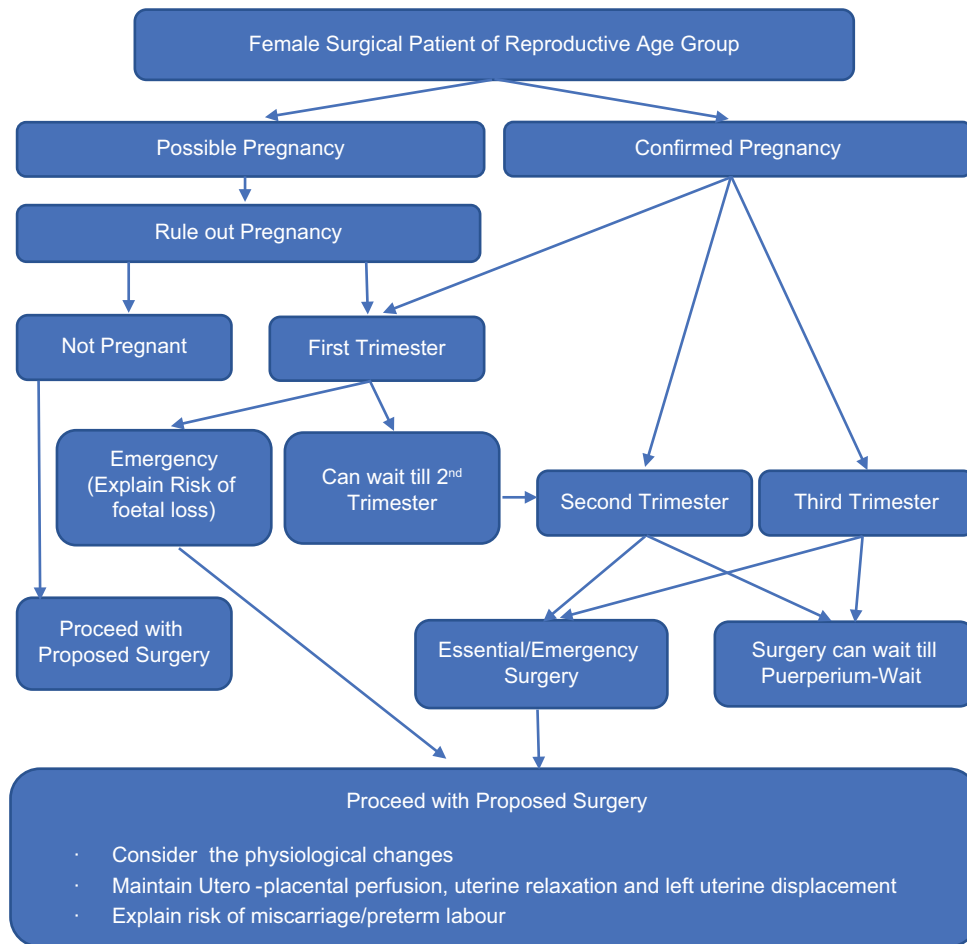 Female Surgical Patient of Reproductive Age Group
Possible Pregnancy
Confirmed Pregnancy
Rule out Pregnancy
Not Pregnant
First Trimester
Emergency
(Explain Risk of
foetal loss)
Can wait till 2nd
Trimester
Second Trimester
Third Trimester
Proceed with
Proposed Surgery
Essential/Emergency
Surgery
Surgery can wait till
Puerperium-Wait
Proceed with Proposed Surgery
· Consider the physiological changes
· Maintain Utero -placental perfusion, uterine relaxation and left uterine displacement
· Explain risk of miscarriage/preterm labour